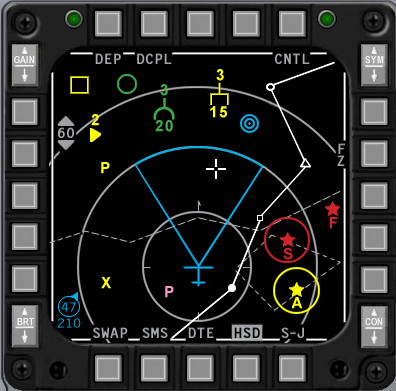 DEP DCPL CNTL
GAIN
SYM
3
3
20
15
2
60
F
Z
P
F
S
X
P
A
47
210
BRT
CON
SWAP SMS DTE HSD S-J